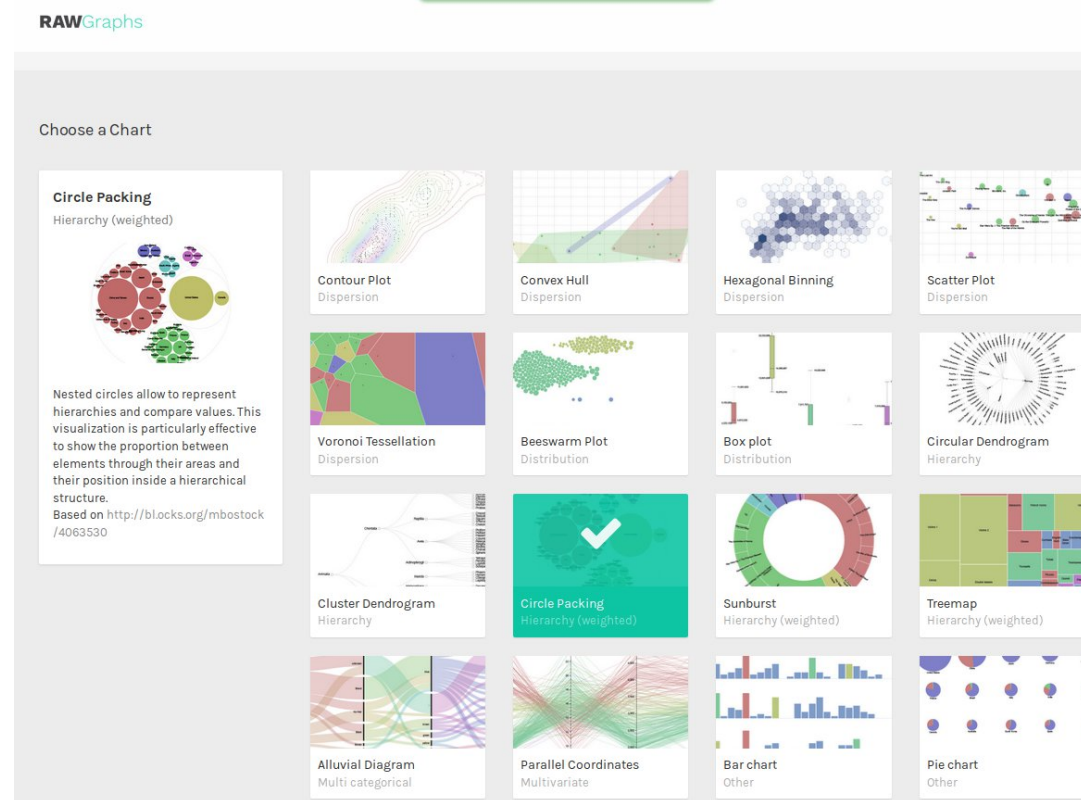 RAWGraphs
Choose a Chart
Circle Packing
Hierarchy (weighted)
Nested circles allow to represent
hierarchies and compare values. This
visualization is particularly effective
to show the proportion between
elements through their areas and
their position inside a hierarchical
structure.
Based on http://bl.ocks.org/mbostock
/4063530
Contour Plot
Dispersion
Convex Hull
Dispersion
Hexagonal Binning
Dispersion
Scatter Plot
Dispersion
Voronoi Tessellation
Dispersion
Beeswarm Plot
Distribution
Box plot
Distribution
Circular Dendrogram
Hierarchy
Cluster Dendrogram
Hierarchy
Circle Packing
Hierarchy (weighted)
Sunburst
Hierarchy (weighted)
Treemap
Hierarchy (weighted)
Alluvial Diagram
Multi categorical
Parallel Coordinates
Multivariate
Bar chart
Other
Pie chart
Other